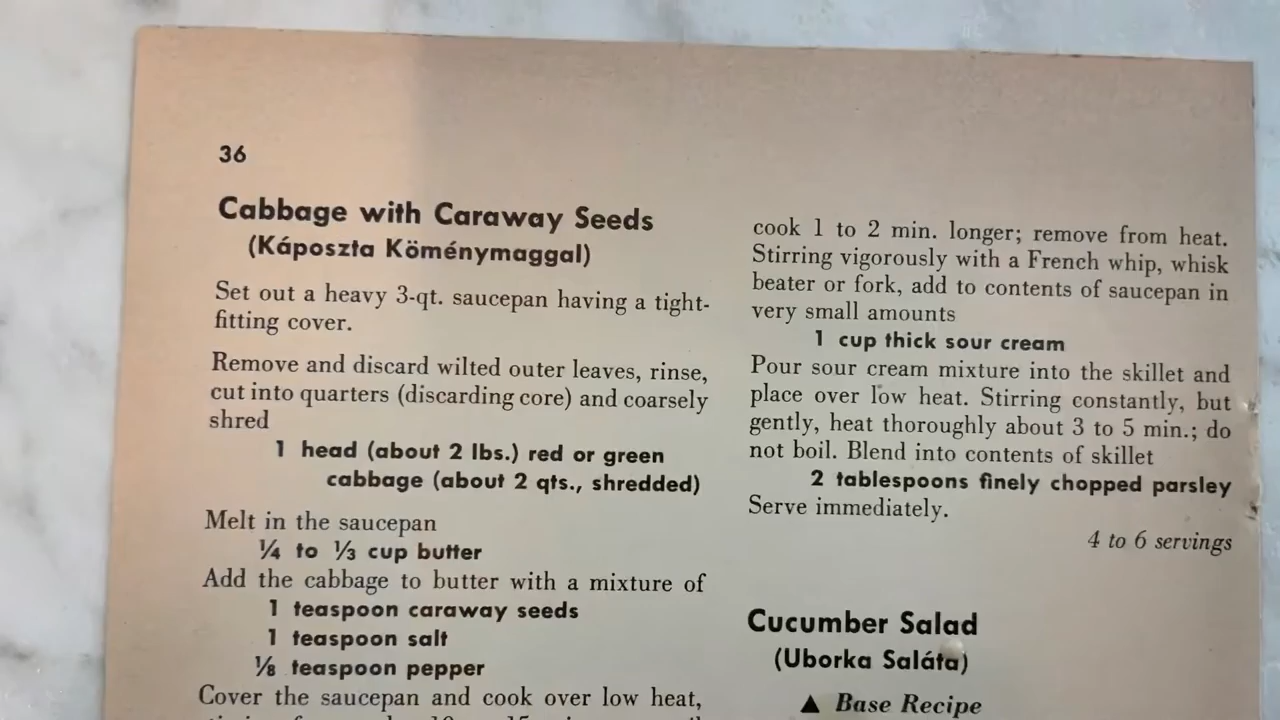 36
Cabbage with Caraway Seeds
(Káposzta Köménymaggal)
Set out a heavy 3-qt. saucepan having a tight-
fitting cover.
Remove and discard wilted outer leaves, rinse,
cut into quarters (discarding core) and coarsely
shred
1 head (about 2 lbs.) red or green
cabbage (about 2 qts., shredded)
Melt in the saucepan
¼ to ⅓ cup butter
Add the cabbage to butter with a mixture of
1 teaspoon caraway seeds
1 teaspoon salt
⅛ teaspoon pepper
Cover the saucepan and cook over low heat,
cook 1 to 2 min. longer; remove from heat.
Stirring vigorously with a French whip, whisk
beater or fork, add to contents of saucepan in
very small amounts
1 cup thick sour cream
Pour sour cream mixture into the skillet and
place over low heat. Stirring constantly, but
gently, heat thoroughly about 3 to 5 min.; do
not boil. Blend into contents of skillet
2 tablespoons finely chopped parsley
Serve immediately.
4 to 6 servings
Cucumber Salad
(Uborka Saláta)
▲ Base Recipe